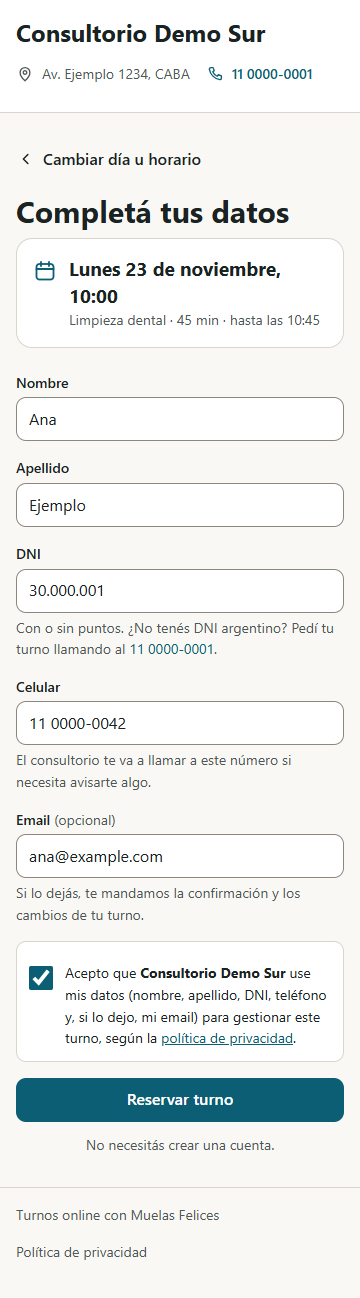 Consultorio Demo Sur
Av. Ejemplo 1234, CABA 11 0000-0001
Cambiar día u horario
Completá tus datos
Lunes 23 de noviembre,
10:00
Limpieza dental · 45 min · hasta las 10:45
Nombre
Ana
Apellido
Ejemplo
DNI
30.000.001
Con o sin puntos. ¿No tenés DNI argentino? Pedí tu
turno llamando al 11 0000-0001.
Celular
11 0000-0042
El consultorio te va a llamar a este número si
necesita avisarte algo.
Email (opcional)
ana@example.com
Si lo dejás, te mandamos la confirmación y los
cambios de tu turno.
Acepto que Consultorio Demo Sur use
mis datos (nombre, apellido, DNI, teléfono
y, si lo dejo, mi email) para gestionar este
turno, según la política de privacidad.
Reservar turno
No necesitás crear una cuenta.
Turnos online con Muelas Felices
Política de privacidad